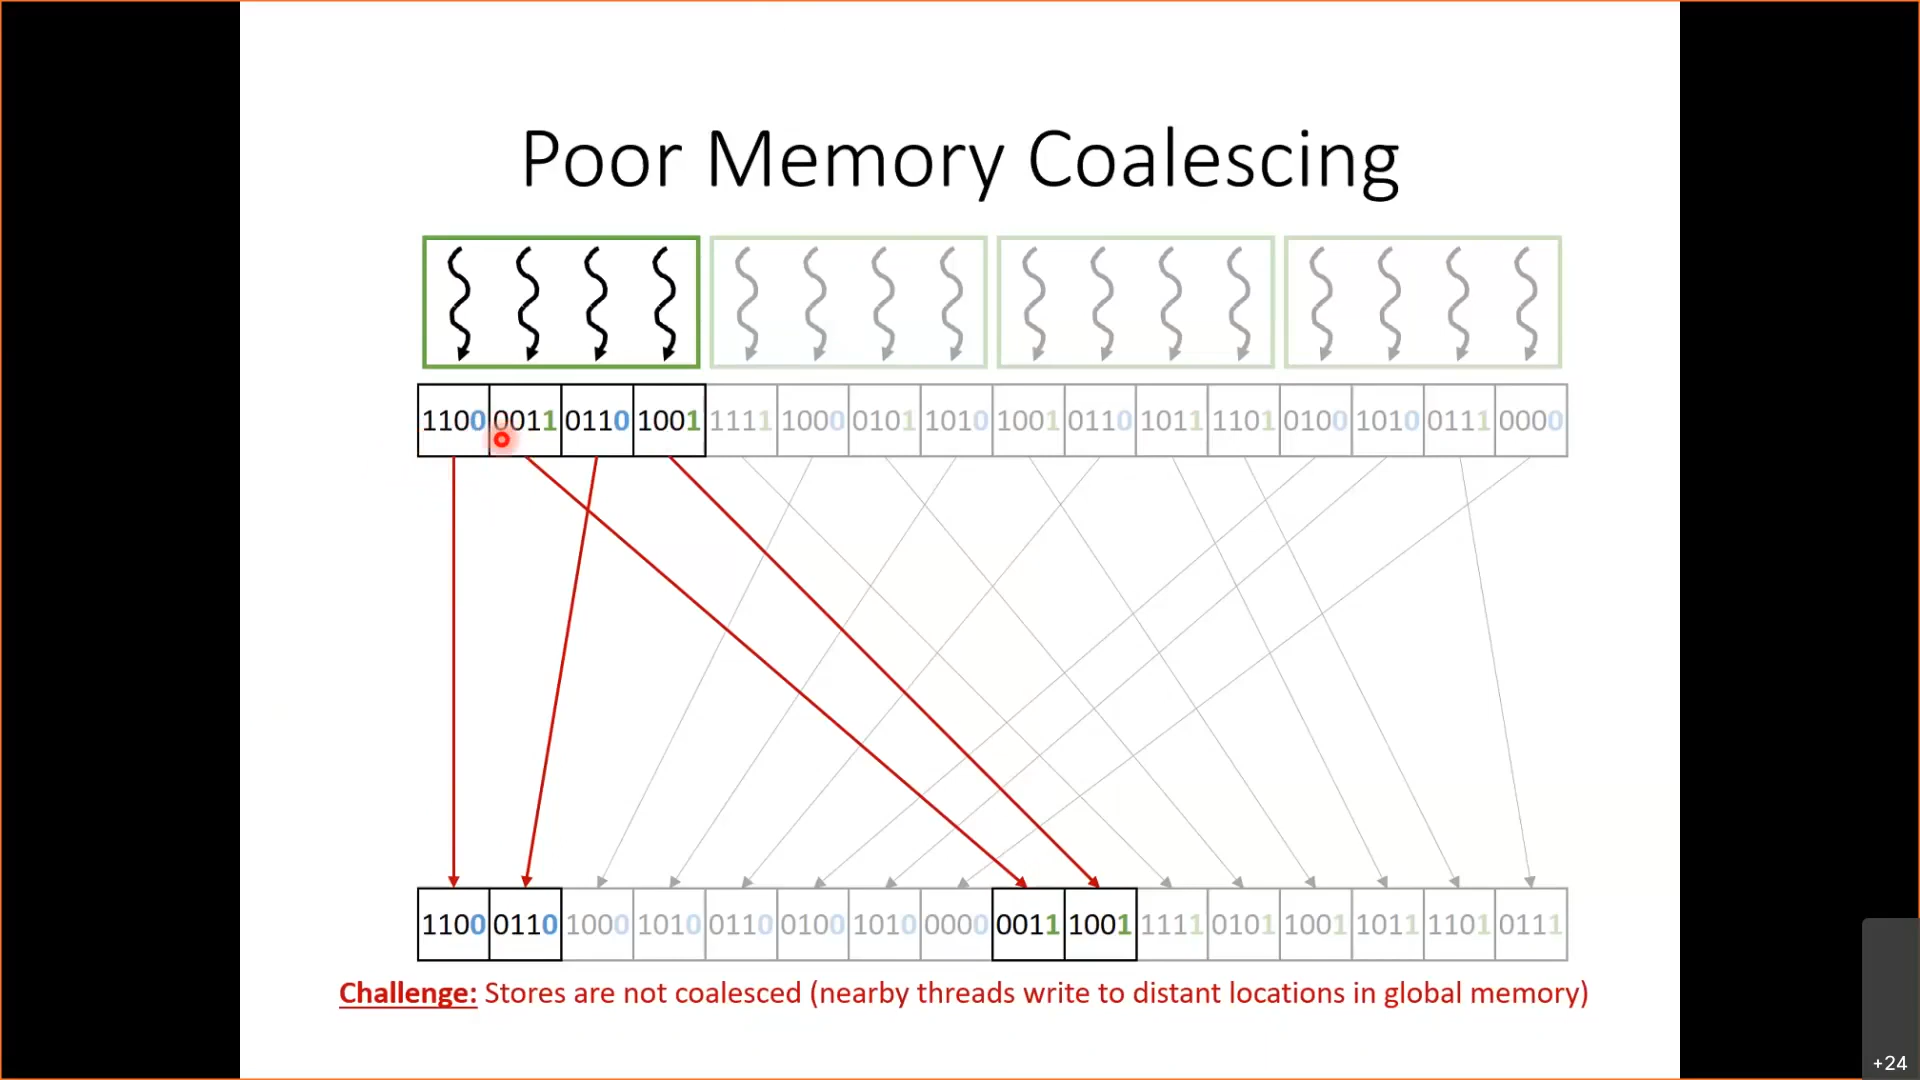 Poor Memory Coalescing
1100 0011 0110 1001 1111 1000 0101 1010 1001 0110 1011 1101 0100 1010 0111 0000
1100 0110 1000 1010 0110 0100 1010 0000 0011 1001 1111 0101 1001 1011 1101 0111
Challenge: Stores are not coalesced (nearby threads write to distant locations in global memory)
+24